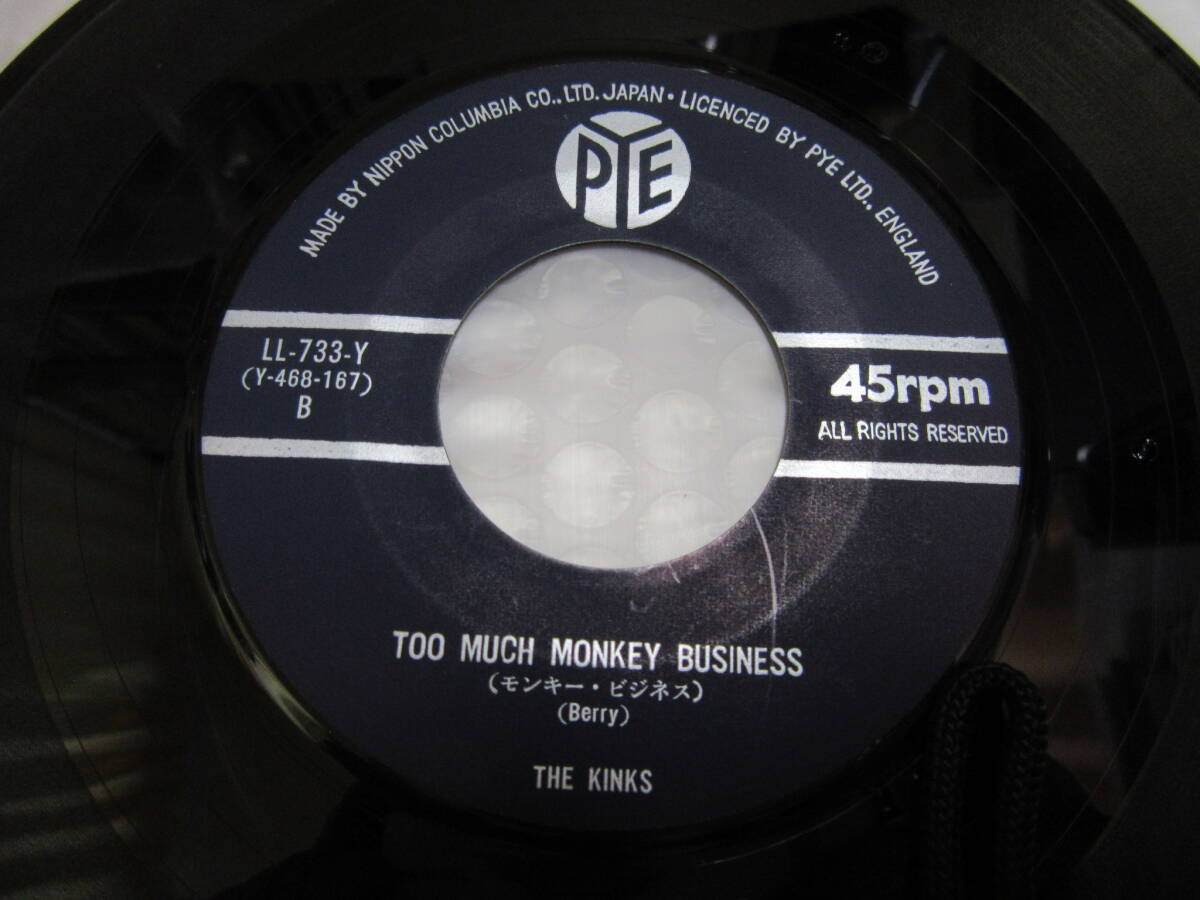 MADE BY NIPPON COLUMBIA CO., LTD. JAPAN・LICENCED BY PYE LTD., ENGLAND
PYE
LL-733-Y
(Y-468-167)
B
45rpm
ALL RIGHTS RESERVED
TOO MUCH MONKEY BUSINESS
(モンキー・ビジネス)
(Berry)
THE KINKS